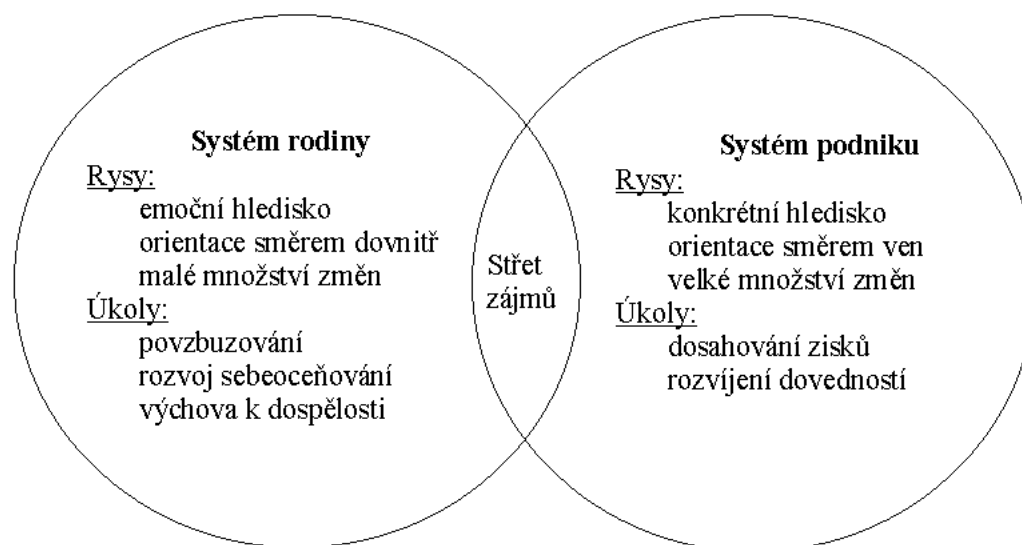 Systém rodiny
Rysy:
emoční hledisko
orientace směrem dovnitř
malé množství změn
Úkoly:
povzbuzování
rozvoj sebeoceňování
výchova k dospělosti
Střet
zájmů
Systém podniku
Rysy:
konkrétní hledisko
orientace směrem ven
velké množství změn
Úkoly:
dosahování zisků
rozvíjení dovedností